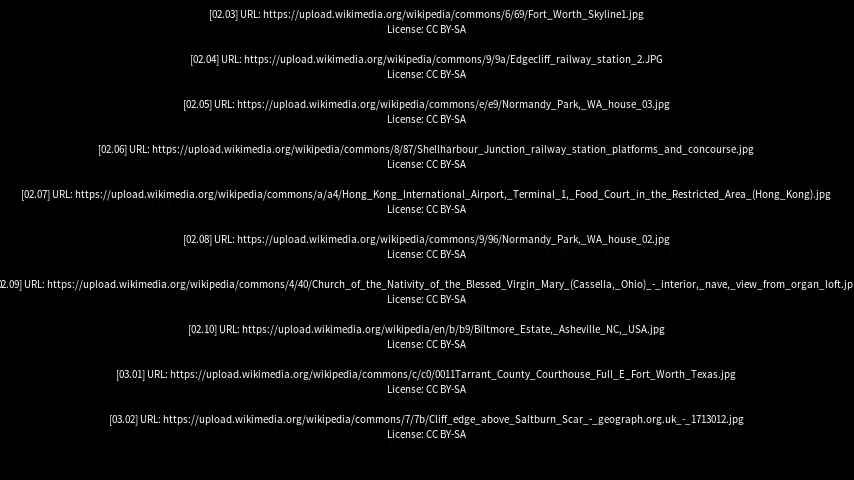 [02.03] URL: https://upload.wikimedia.org/wikipedia/commons/6/69/Fort_Worth_Skyline1.jpg
License: CC BY-SA
[02.04] URL: https://upload.wikimedia.org/wikipedia/commons/9/9a/Edgecliff_railway_station_2.JPG
License: CC BY-SA
[02.05] URL: https://upload.wikimedia.org/wikipedia/commons/e/e9/Normandy_Park,_WA_house_03.jpg
License: CC BY-SA
[02.06] URL: https://upload.wikimedia.org/wikipedia/commons/8/87/Shellharbour_Junction_railway_station_platforms_and_concourse.jpg
License: CC BY-SA
[02.07] URL: https://upload.wikimedia.org/wikipedia/commons/a/a4/Hong_Kong_International_Airport,_Terminal_1,_Food_Court_in_the_Restricted_Area_(Hong_Kong).jpg
License: CC BY-SA
[02.08] URL: https://upload.wikimedia.org/wikipedia/commons/9/96/Normandy_Park,_WA_house_02.jpg
License: CC BY-SA
02.09] URL: https://upload.wikimedia.org/wikipedia/commons/4/40/Church_of_the_Nativity_of_the_Blessed_Virgin_Mary_(Cassella,_Ohio)_-_interior,_nave,_view_from_organ_loft.jp
License: CC BY-SA
[02.10] URL: https://upload.wikimedia.org/wikipedia/en/b/b9/Biltmore_Estate,_Asheville_NC,_USA.jpg
License: CC BY-SA
[03.01] URL: https://upload.wikimedia.org/wikipedia/commons/c/c0/0011Tarrant_County_Courthouse_Full_E_Fort_Worth_Texas.jpg
License: CC BY-SA
[03.02] URL: https://upload.wikimedia.org/wikipedia/commons/7/7b/Cliff_edge_above_Saltburn_Scar_-_geograph.org.uk_-_1713012.jpg
License: CC BY-SA